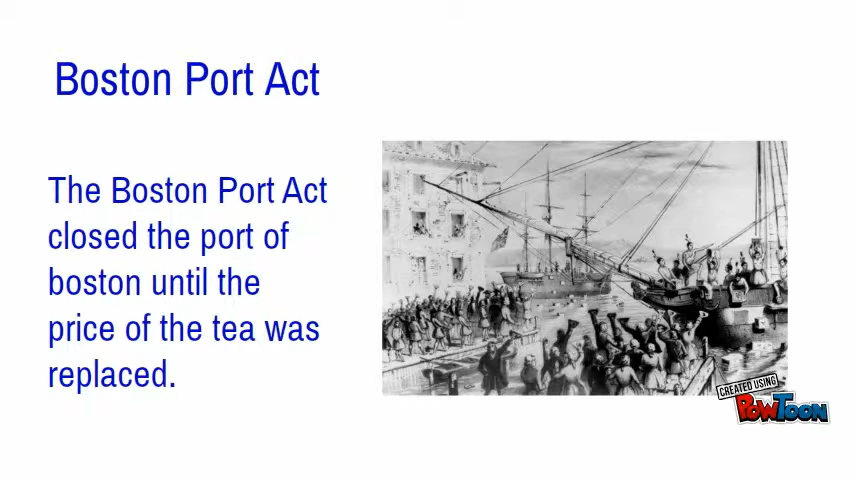 Boston Port Act
The Boston Port Act
closed the port of
boston until the
price of the tea was
replaced.
CREATED USING
POWTOON